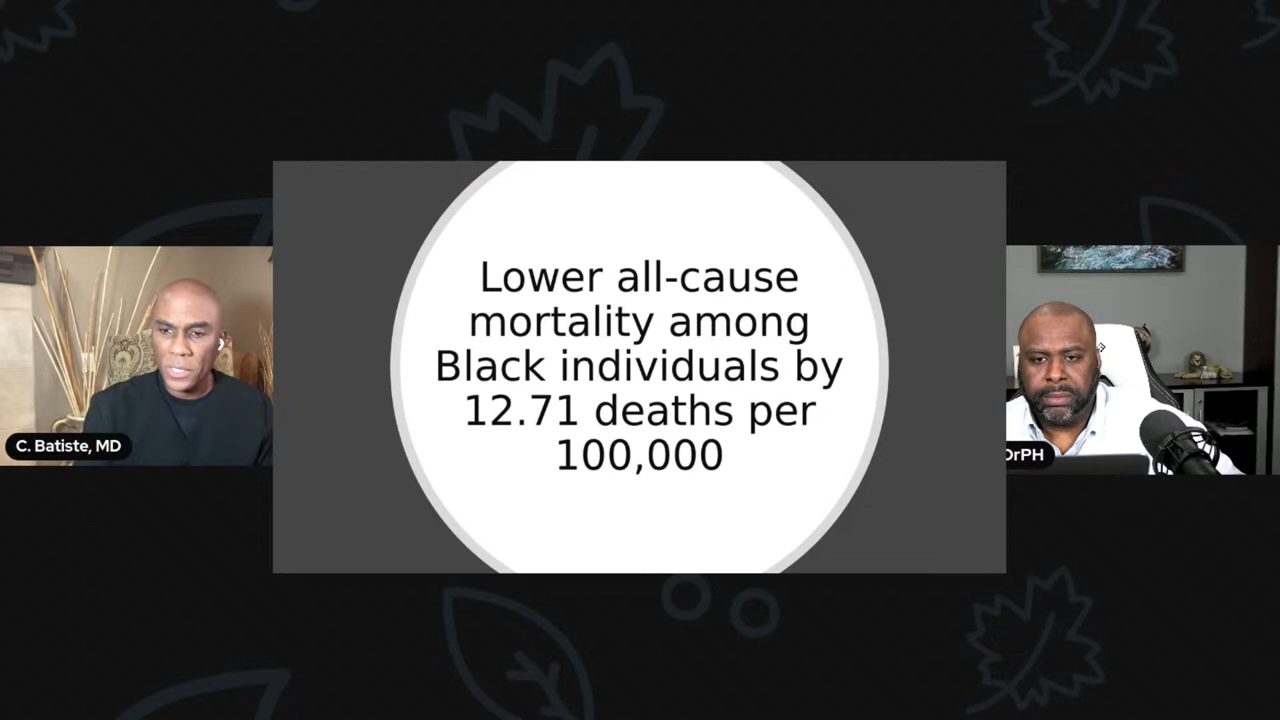 Lower all-cause
mortality among
Black individuals by
12.71 deaths per
100,000
C. Batiste, MD
DrPH